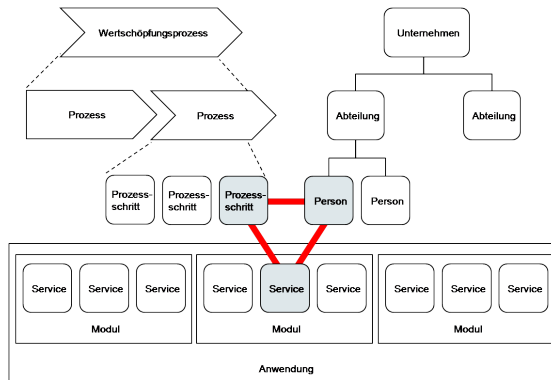 Wertschöpfungsprozess
Unternehmen
Prozess
Prozess
Abteilung
Abteilung
Prozess-
schritt
Prozess-
schritt
Prozess-
schritt
Person
Person
Service
Service
Service
Service
Service
Service
Service
Service
Service
Modul
Modul
Modul
Anwendung